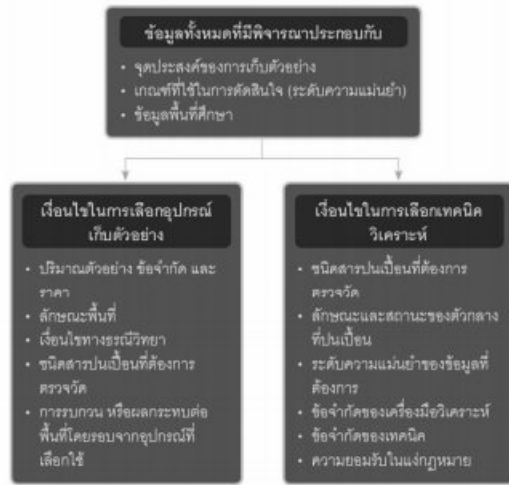 ข้อมูลทั้งหมดที่มีพิจารณาประกอบกับ
• จุดประสงค์ของการเก็บตัวอย่าง
• เกณฑ์ที่ใช้ในการตัดสินใจ (ระดับความแม่นยำ)
• ข้อมูลพื้นที่ศึกษา
เงื่อนไขในการเลือกอุปกรณ์
เก็บตัวอย่าง
• ปริมาณตัวอย่าง ข้อจำกัด และ
ราคา
• ลักษณะพื้นที่
• เงื่อนไขทางธรณีวิทยา
• ชนิดสารปนเปื้อนที่ต้องการ
ตรวจวัด
• การรบกวน หรือผลกระทบต่อ
พื้นที่โดยรอบจากอุปกรณ์ที่
เลือกใช้
เงื่อนไขในการเลือกเทคนิค
วิเคราะห์
• ชนิดสารปนเปื้อนที่ต้องการ
ตรวจวัด
• ลักษณะและสถานะของตัวกลาง
ที่ปนเปื้อน
• ระดับความแม่นยำของข้อมูลที่
ต้องการ
• ข้อจำกัดของเครื่องมือวิเคราะห์
• ข้อจำกัดของเทคนิค
• ความยอมรับในแง่กฎหมาย